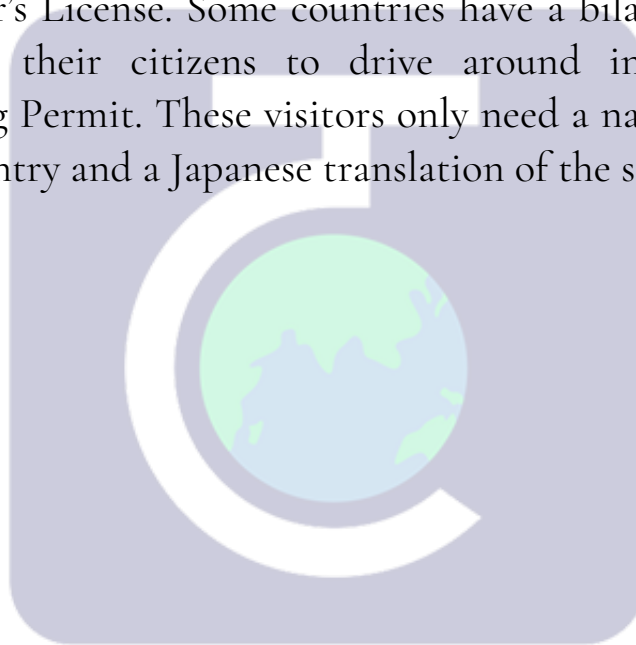 r's License. Some countries have a bila
their citizens to drive around in
g Permit. These visitors only need a na
ntry and a Japanese translation of the s